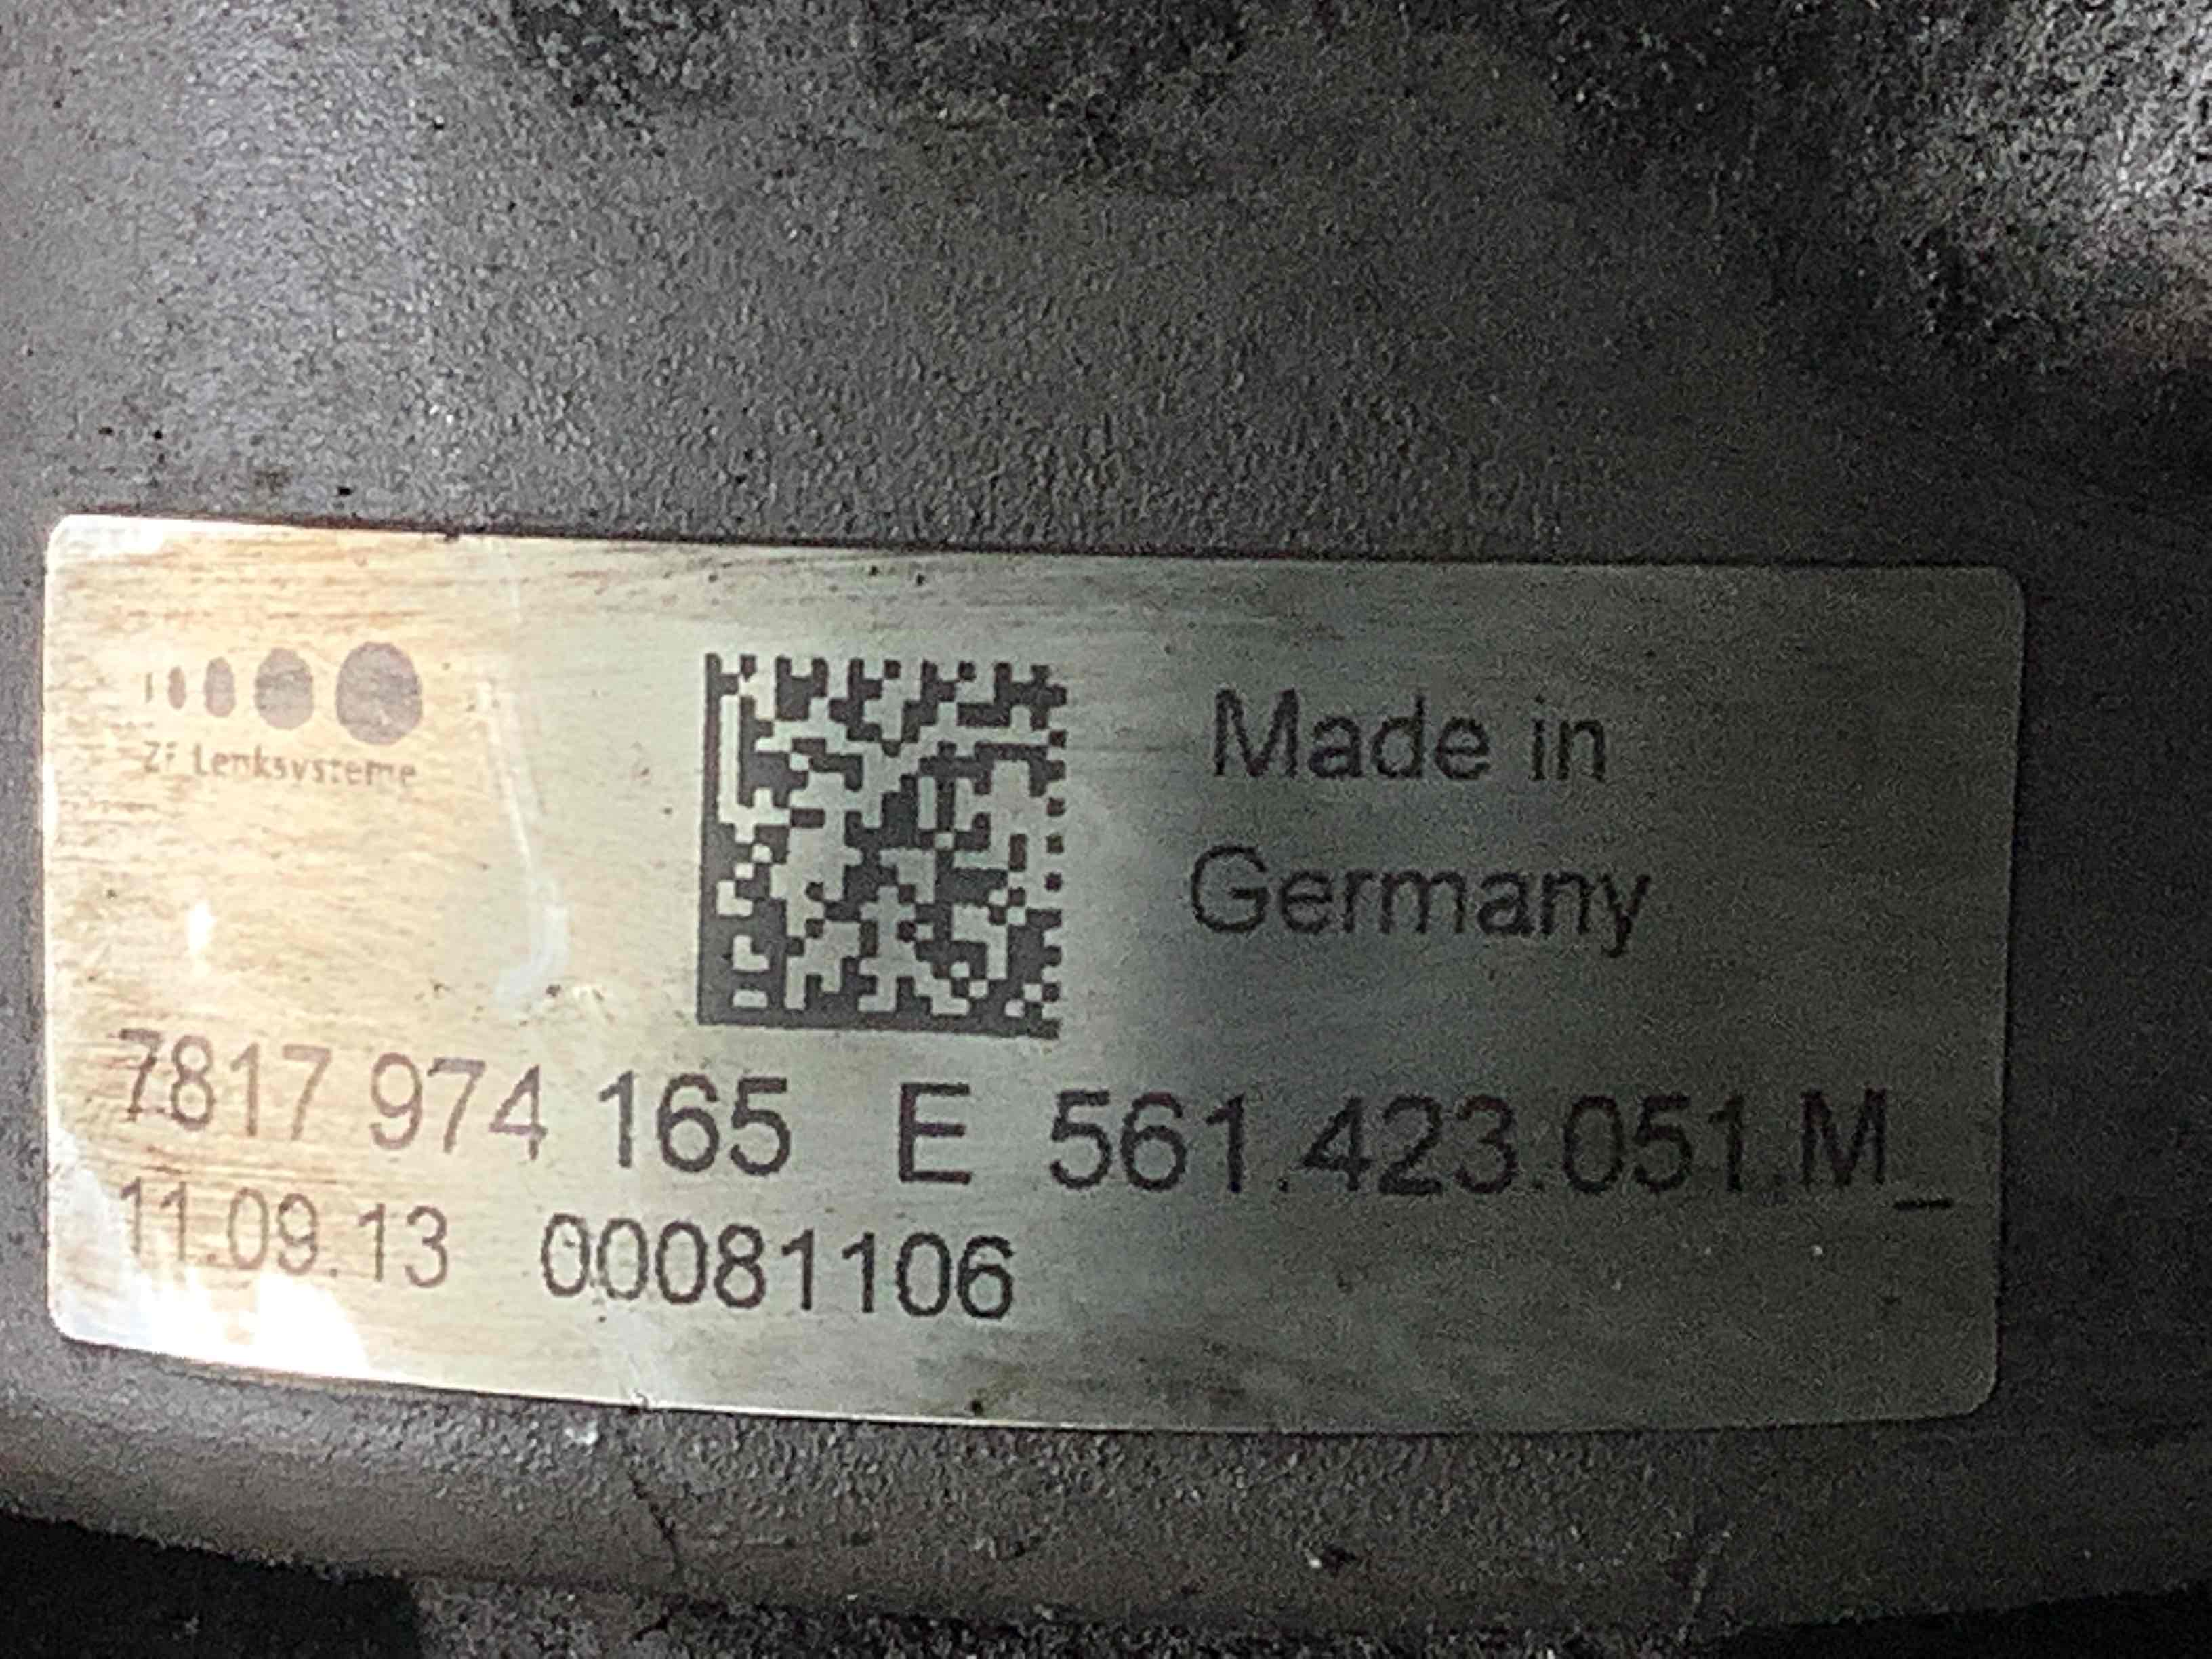 ZF Lenksysteme
Made in
Germany
7817 974 165 E 561.423.051.M_
11.09.13 00081106